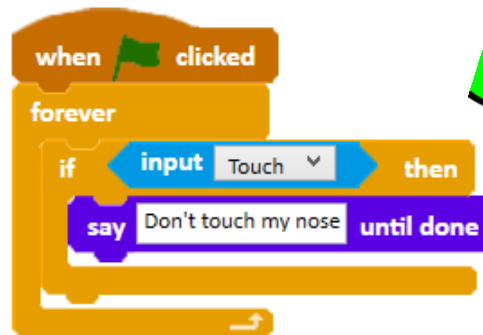 when clicked
forever
if input Touch then
say Don't touch my nose until done